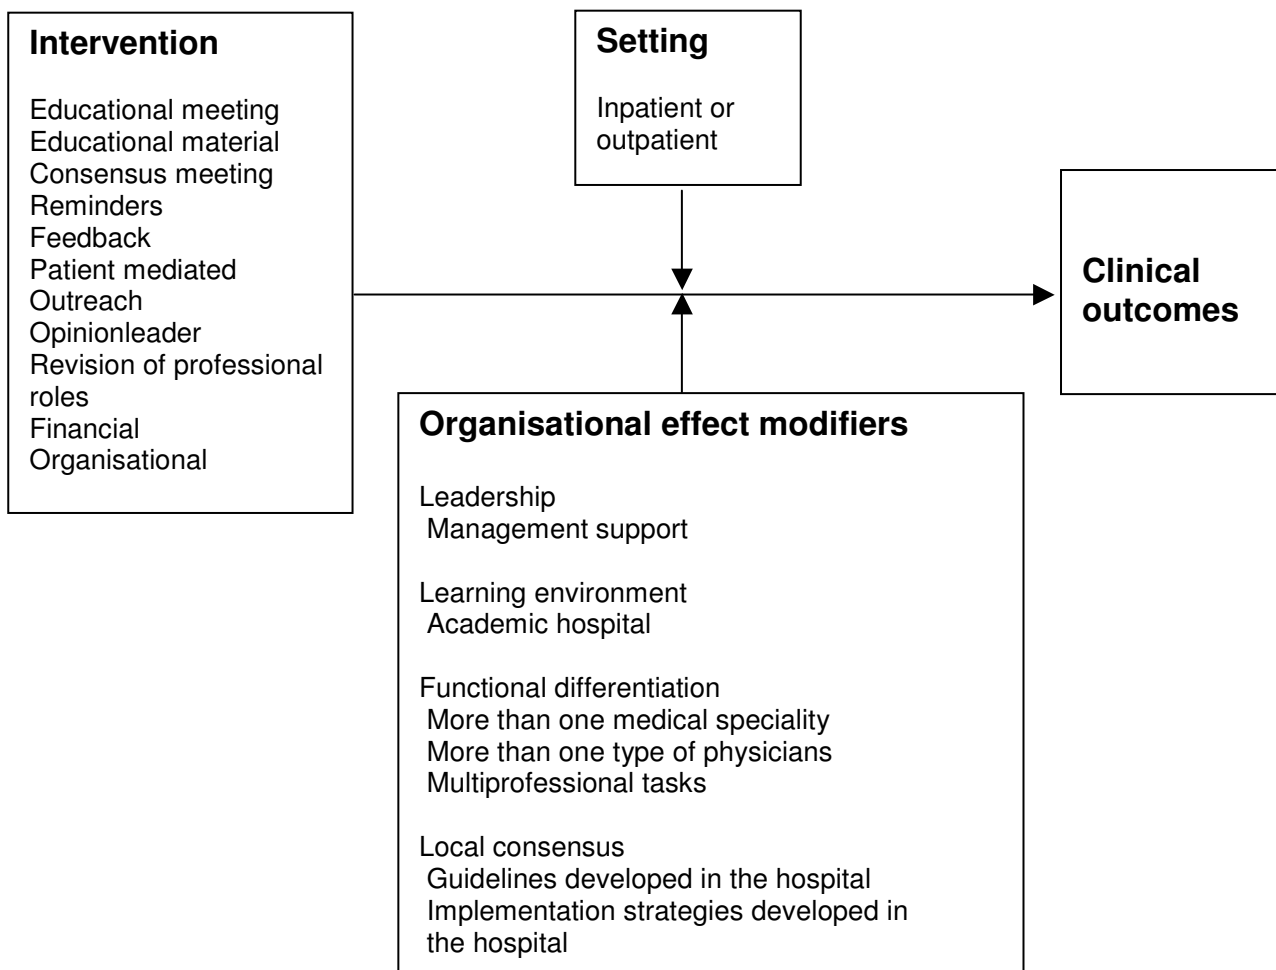 Intervention
Educational meeting
Educational material
Consensus meeting
Reminders
Feedback
Patient mediated
Outreach
Opinionleader
Revision of professional
roles
Financial
Organisational
Setting
Inpatient or
outpatient
Clinical
outcomes
Organisational effect modifiers
Leadership
Management support
Learning environment
Academic hospital
Functional differentiation
More than one medical speciality
More than one type of physicians
Multiprofessional tasks
Local consensus
Guidelines developed in the hospital
Implementation strategies developed in
the hospital